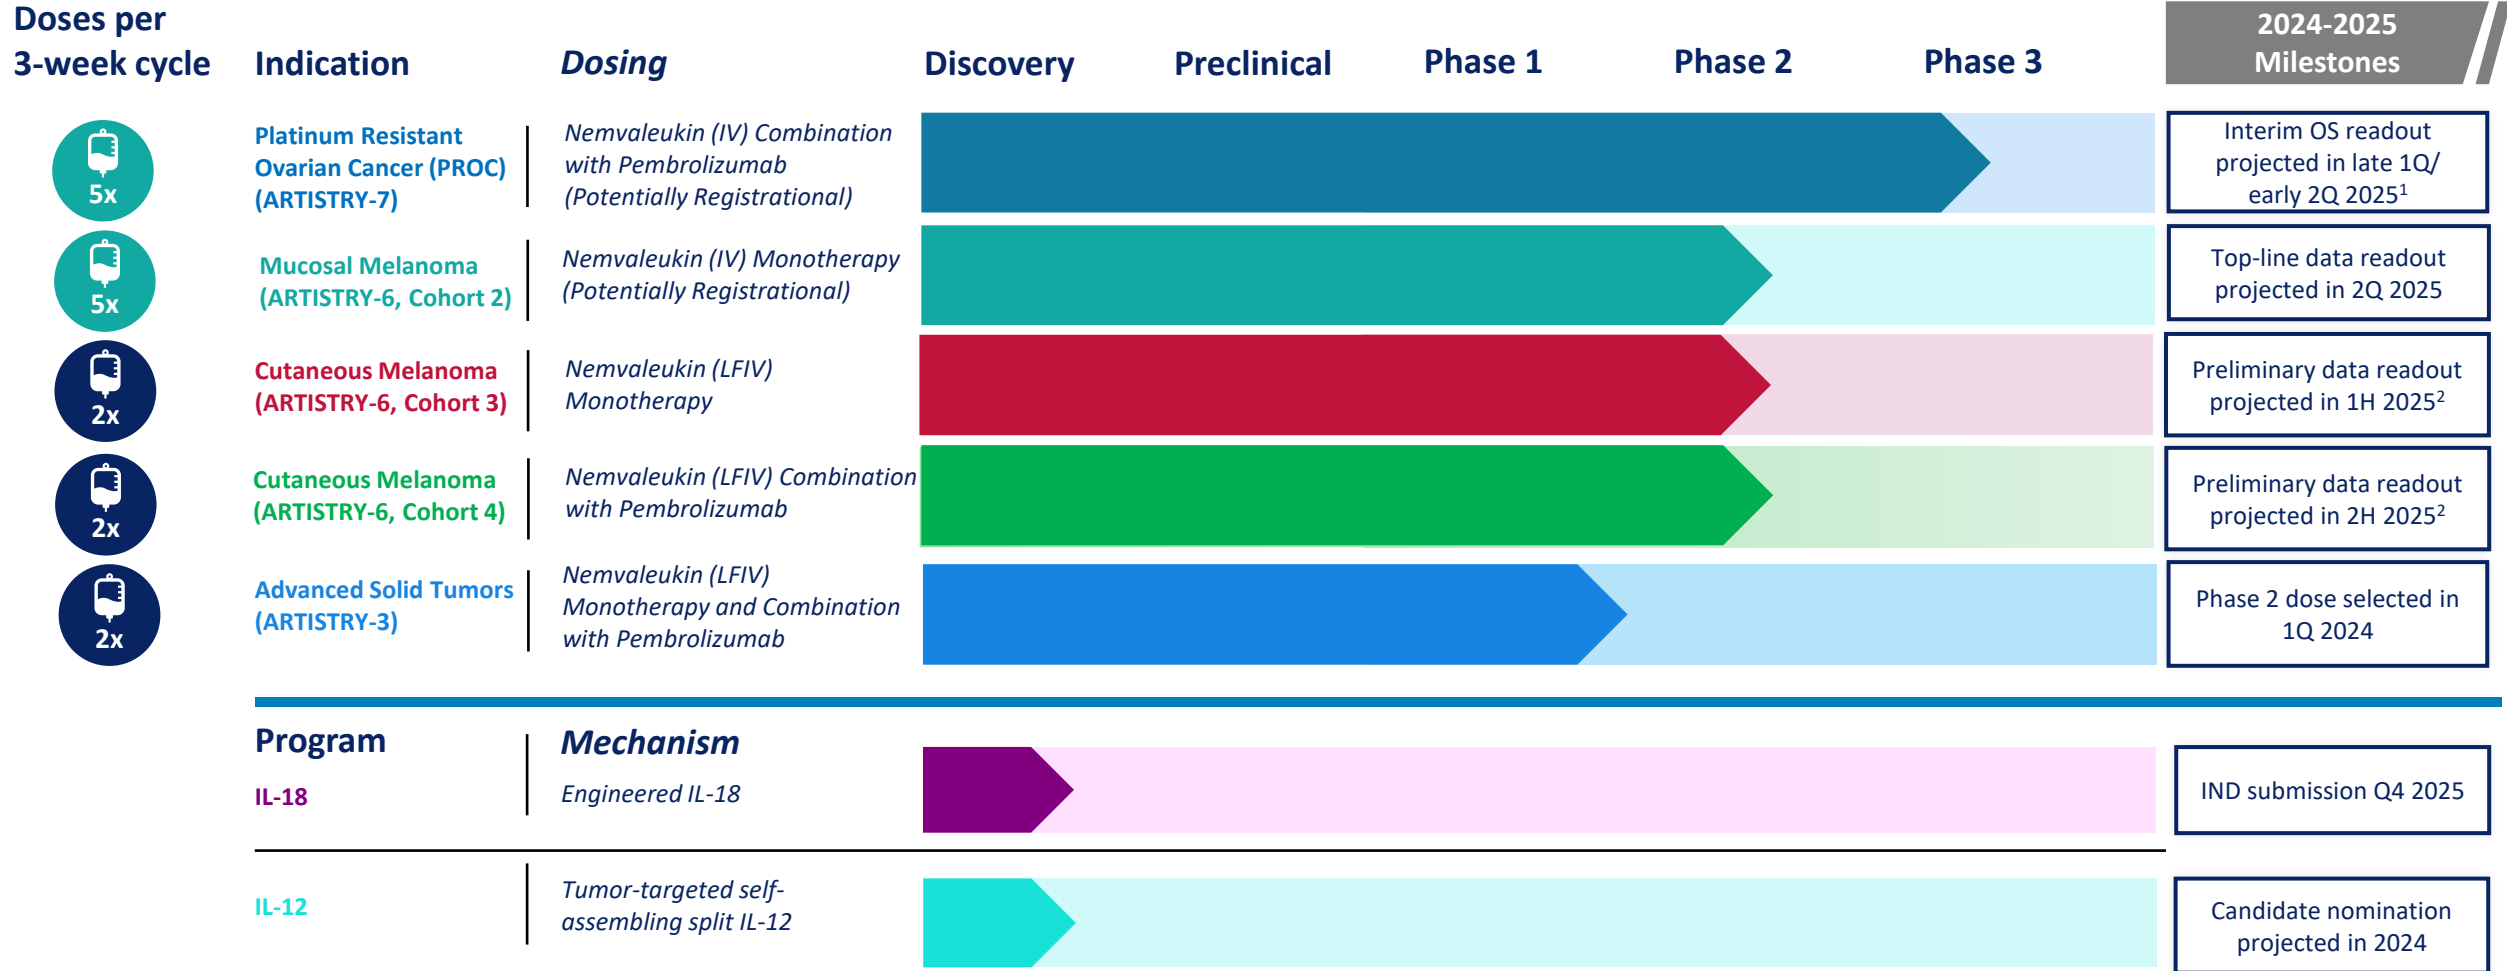 Doses per
3-week cycle
Indication
Dosing
Discovery
Preclinical
Phase 1
Phase 2
Phase 3
2024-2025
Milestones
5x
Platinum Resistant
Ovarian Cancer (PROC)
(ARTISTRY-7)
Nemvaleukin (IV) Combination
with Pembrolizumab
(Potentially Registrational)
Interim OS readout
projected in late 1Q/
early 2Q 2025¹
5x
Mucosal Melanoma
(ARTISTRY-6, Cohort 2)
Nemvaleukin (IV) Monotherapy
(Potentially Registrational)
Top-line data readout
projected in 2Q 2025
2x
Cutaneous Melanoma
(ARTISTRY-6, Cohort 3)
Nemvaleukin (LFIV)
Monotherapy
Preliminary data readout
projected in 1H 2025²
2x
Cutaneous Melanoma
(ARTISTRY-6, Cohort 4)
Nemvaleukin (LFIV) Combination
with Pembrolizumab
Preliminary data readout
projected in 2H 2025²
2x
Advanced Solid Tumors
(ARTISTRY-3)
Nemvaleukin (LFIV)
Monotherapy and Combination
with Pembrolizumab
Phase 2 dose selected in
1Q 2024
Program
Mechanism
IL-18
Engineered IL-18
IND submission Q4 2025
IL-12
Tumor-targeted self-
assembling split IL-12
Candidate nomination
projected in 2024